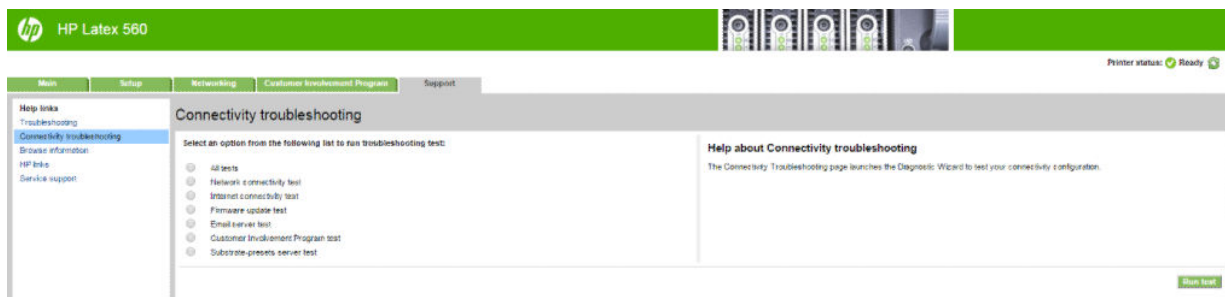 hp HP Latex 560
Printer status: Ready
Main Setup Networking Customer Involvement Program Support
Help links
Troubleshooting
Connectivity troubleshooting
Browse information
HP links
Service support
Connectivity troubleshooting
Select an option from the following list to run troubleshooting test:
All tests
Network connectivity test
Internet connectivity test
Firmware update test
Email server test
Customer Involvement Program test
Substrate-presets server test
Help about Connectivity troubleshooting
The Connectivity Troubleshooting page launches the Diagnostic Wizard to test your connectivity configuration.
Run test